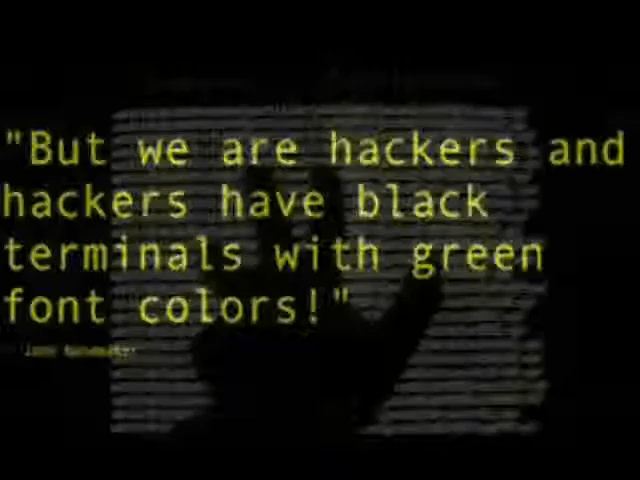 "But we are hackers and
hackers have black
terminals with green
font colors!"